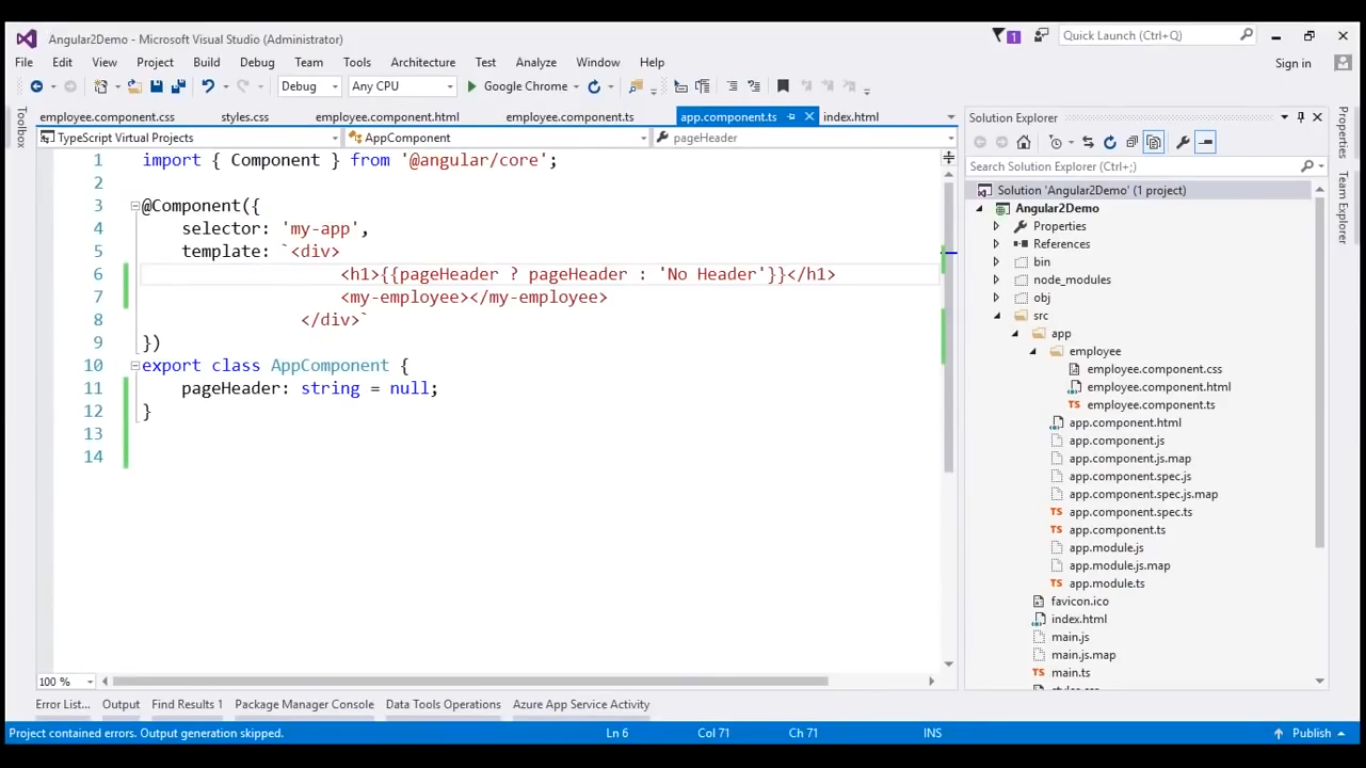 Angular2Demo - Microsoft Visual Studio (Administrator)
1
Quick Launch (Ctrl+Q)
File Edit View Project Build Debug Team Tools Architecture Test Analyze Window Help
Sign in
Debug Any CPU Google Chrome
Toolbox
employee.component.css styles.css employee.component.html employee.component.ts app.component.ts index.html
TypeScript Virtual Projects AppComponent pageHeader
1 import { Component } from '@angular/core';
2
3 @Component({
4 selector: 'my-app',
5 template: `<div>
6 <h1>{{pageHeader ? pageHeader : 'No Header'}}</h1>
7 <my-employee></my-employee>
8 </div>`
9 })
10 export class AppComponent {
11 pageHeader: string = null;
12 }
13
14
100 %
Error List... Output Find Results 1 Package Manager Console Data Tools Operations Azure App Service Activity
Project contained errors. Output generation skipped. Ln 6 Col 71 Ch 71 INS Publish
Solution Explorer
Search Solution Explorer (Ctrl+;)
Solution 'Angular2Demo' (1 project)
Angular2Demo
Properties
References
bin
node_modules
obj
src
app
employee
employee.component.css
employee.component.html
employee.component.ts
app.component.html
app.component.js
app.component.js.map
app.component.spec.js
app.component.spec.js.map
app.component.spec.ts
app.component.ts
app.module.js
app.module.js.map
app.module.ts
favicon.ico
index.html
main.js
main.js.map
main.ts
Properties
Team Explorer